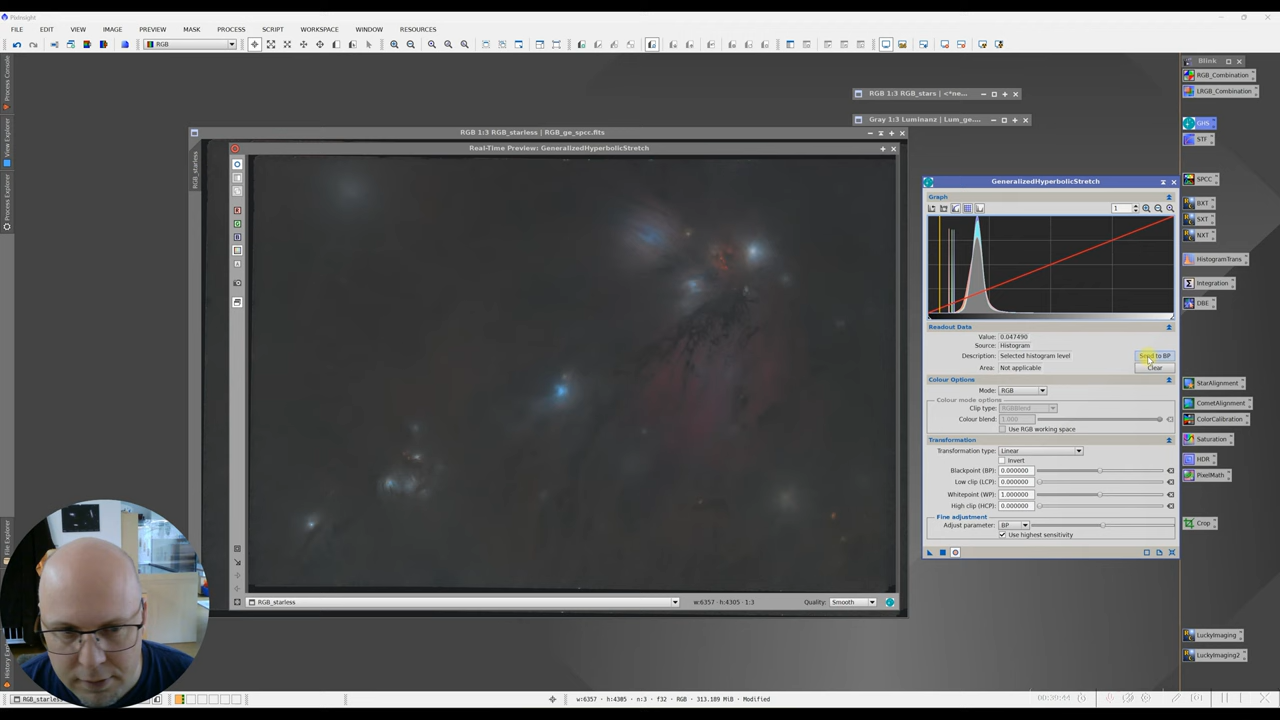 PixInsight
FILE EDIT VIEW IMAGE PREVIEW MASK PROCESS SCRIPT WORKSPACE WINDOW RESOURCES
RGB
Process Console
View Explorer
Process Explorer
File Explorer
RGB 1:3 RGB_stars | <*ne...
Gray 1:3 Luminanz | Lum_ge....
RGB 1:3 RGB_starless | RGB_ge_spcc.fits
RGB_starless
Real-Time Preview: GeneralizedHyperbolicStretch
R
G
B
A
RGB_starless
w:6357 · h:4305 · 1:3
Quality: Smooth
GeneralizedHyperbolicStretch
Graph
1
Readout Data
Value: 0.047490
Source: Histogram
Description: Selected histogram level
Send to BP
Area: Not applicable
Clear
Colour Options
Mode: RGB
Colour mode options
Clip type: RGBBlend
Colour blend: 1.000
Use RGB working space
Transformation
Transformation type: Linear
Invert
Blackpoint (BP): 0.000000
Low clip (LCP): 0.000000
Whitepoint (WP): 1.000000
High clip (HCP): 0.000000
Fine adjustment
Adjust parameter: BP
Use highest sensitivity
Blink
RGB_Combination
LRGB_Combination
GHS
STF
SPCC
BXT
SXT
NXT
HistogramTrans
Integration
DBE
StarAlignment
CometAlignment
ColorCalibration
Saturation
HDR
PixelMath
Crop
LuckyImaging
LuckyImaging2
RGB_starless
w:6357 · h:4305 · n:3 · f32 · RGB · 313.189 MiB · Modified